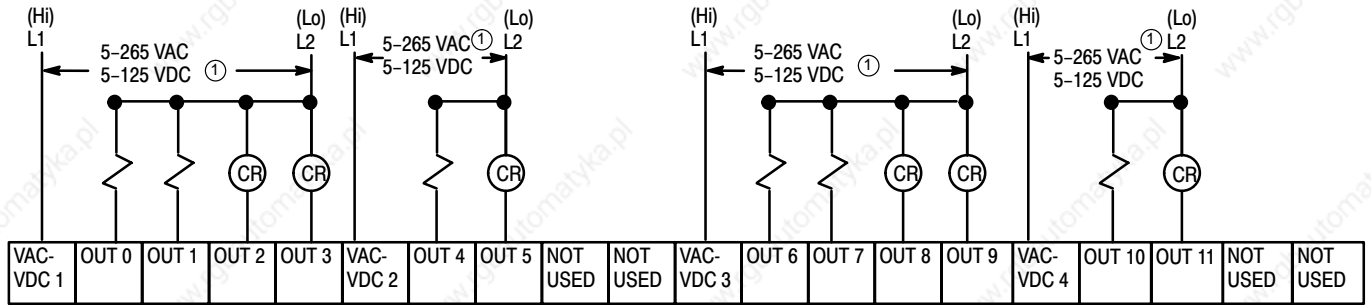 (Hi) (Lo) (Hi) (Lo) (Hi) (Lo) (Hi) (Lo)
L1 L2 L1 L2 L1 L2 L1 L2
5-265 VAC 5-265 VAC① 5-265 VAC 5-265 VAC ①
5-125 VDC ① 5-125 VDC 5-125 VDC ① 5-125 VDC
CR CR CR CR CR CR
VAC- OUT 0 OUT 1 OUT 2 OUT 3 VAC- OUT 4 OUT 5 NOT NOT VAC- OUT 6 OUT 7 OUT 8 OUT 9 VAC- OUT 10 OUT 11 NOT NOT
VDC 1 VDC 2 USED USED VDC 3 VDC 4 USED USED